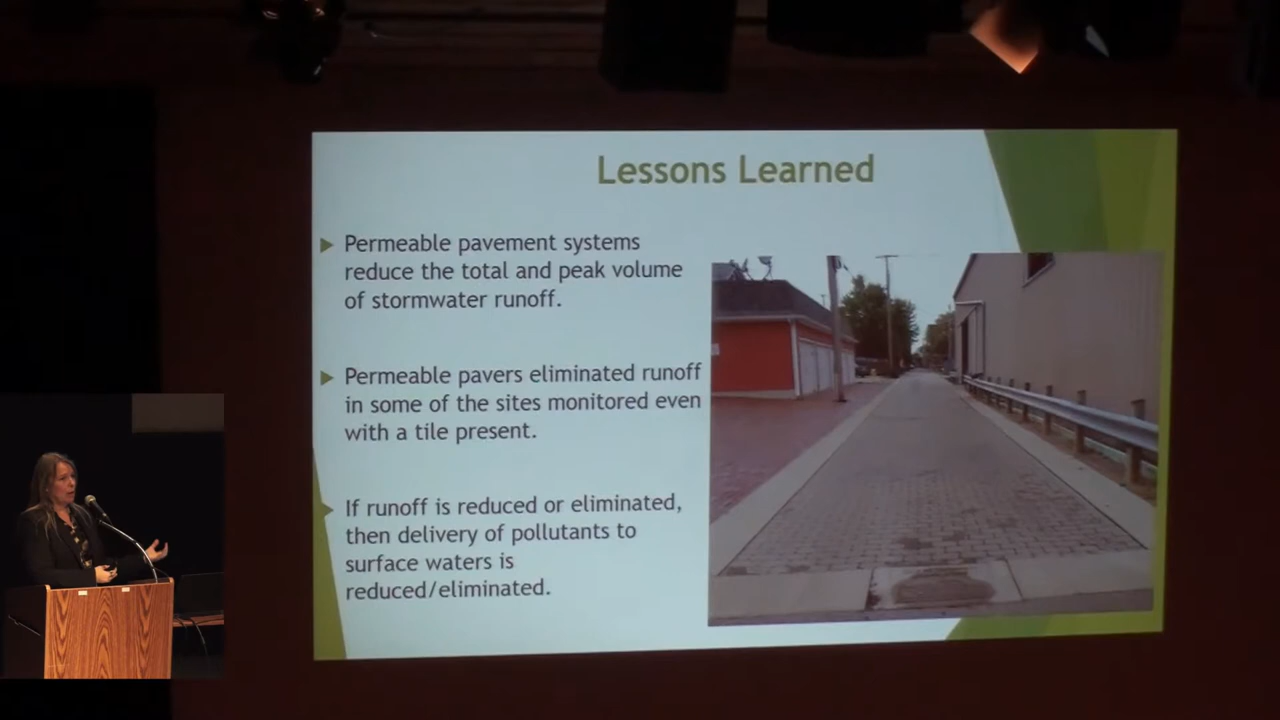 Lessons Learned
Permeable pavement systems
reduce the total and peak volume
of stormwater runoff.
Permeable pavers eliminated runoff
in some of the sites monitored even
with a tile present.
If runoff is reduced or eliminated,
then delivery of pollutants to
surface waters is
reduced/eliminated.